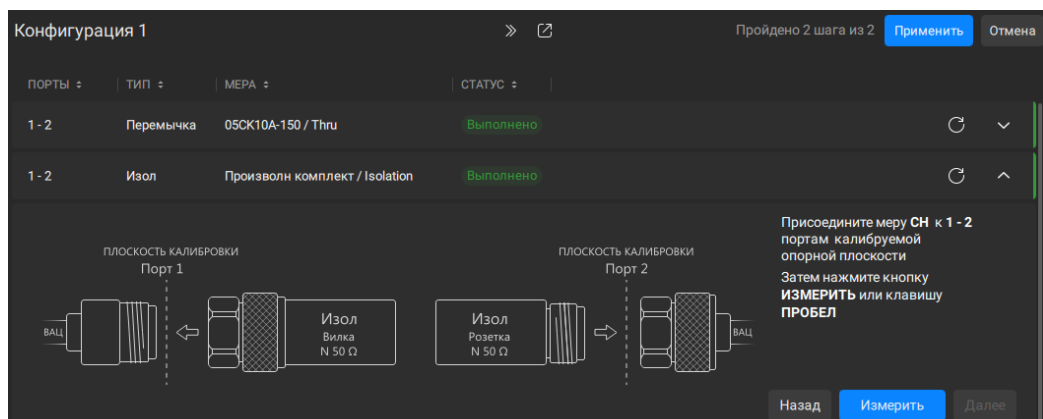 Конфигурация 1
Пройдено 2 шага из 2
Применить
Отмена
ПОРТЫ ТИП МЕРА СТАТУС
1 - 2 Перемычка 05CK10A-150 / Thru Выполнено
1 - 2 Изол Произволн комплект / Isolation Выполнено
ПЛОСКОСТЬ КАЛИБРОВКИ
Порт 1
ВАЦ
Изол
Вилка
N 50 Ω
ПЛОСКОСТЬ КАЛИБРОВКИ
Порт 2
Изол
Розетка
N 50 Ω
ВАЦ
Присоедините меру СН к 1 - 2
портам калибруемой
опорной плоскости
Затем нажмите кнопку
ИЗМЕРИТЬ или клавишу
ПРОБЕЛ
Назад
Измерить
Далее